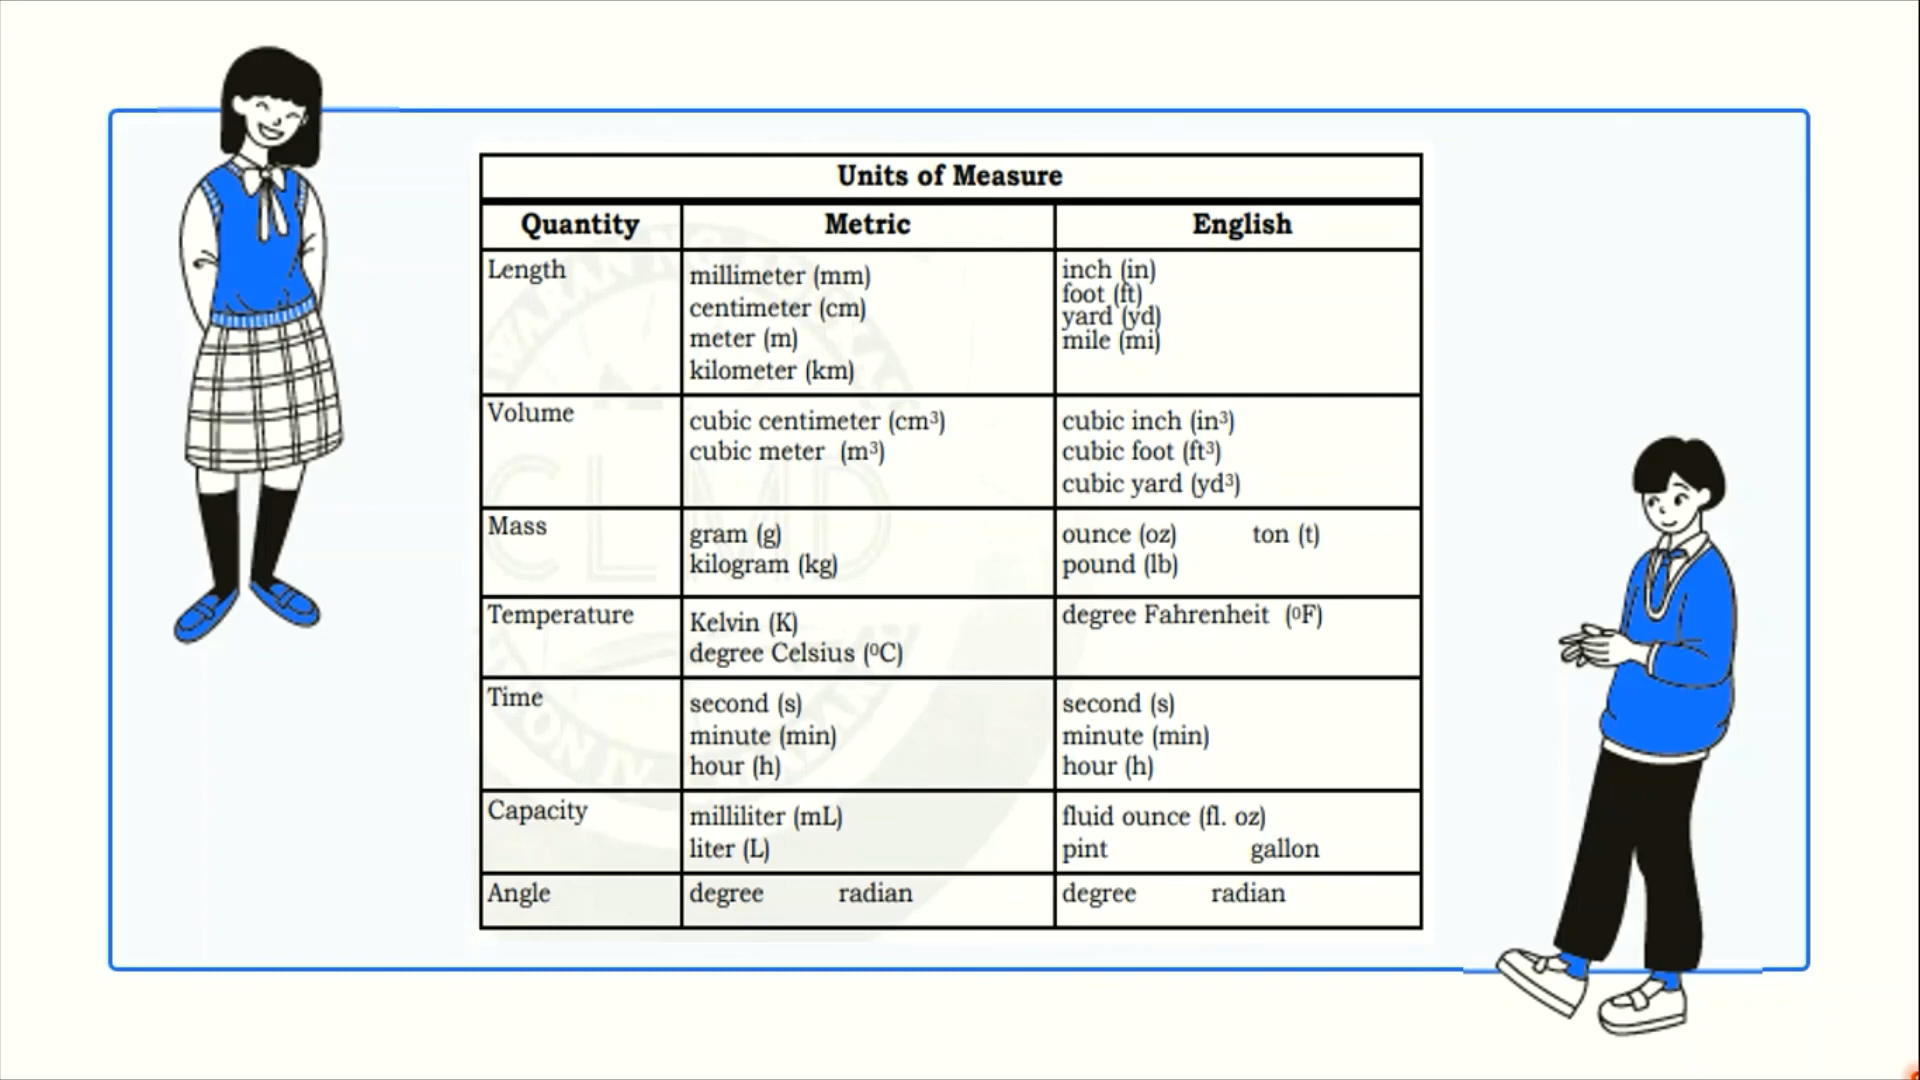 Units of Measure
Quantity Metric English
Length
millimeter (mm)
centimeter (cm)
meter (m)
kilometer (km)
inch (in)
foot (ft)
yard (yd)
mile (mi)
Volume
cubic centimeter (cm³)
cubic meter (m³)
cubic inch (in³)
cubic foot (ft³)
cubic yard (yd³)
Mass
gram (g)
kilogram (kg)
ounce (oz) ton (t)
pound (lb)
Temperature
Kelvin (K)
degree Celsius (⁰C)
degree Fahrenheit (⁰F)
Time
second (s)
minute (min)
hour (h)
second (s)
minute (min)
hour (h)
Capacity
milliliter (mL)
liter (L)
fluid ounce (fl. oz)
pint gallon
Angle
degree radian
degree radian
CLMD